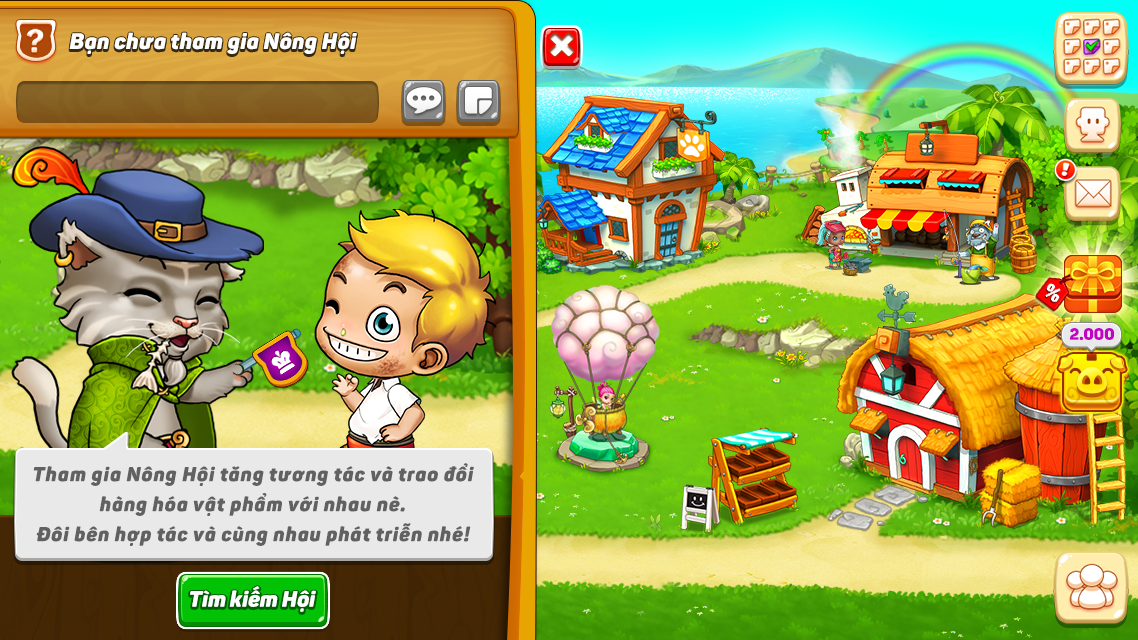 Bạn chưa tham gia Nông Hội
Tham gia Nông Hội tăng tương tác và trao đổi
hàng hóa vật phẩm với nhau nè.
Đôi bên hợp tác và cùng nhau phát triễn nhé!
Tìm kiếm Hội
%
2.000